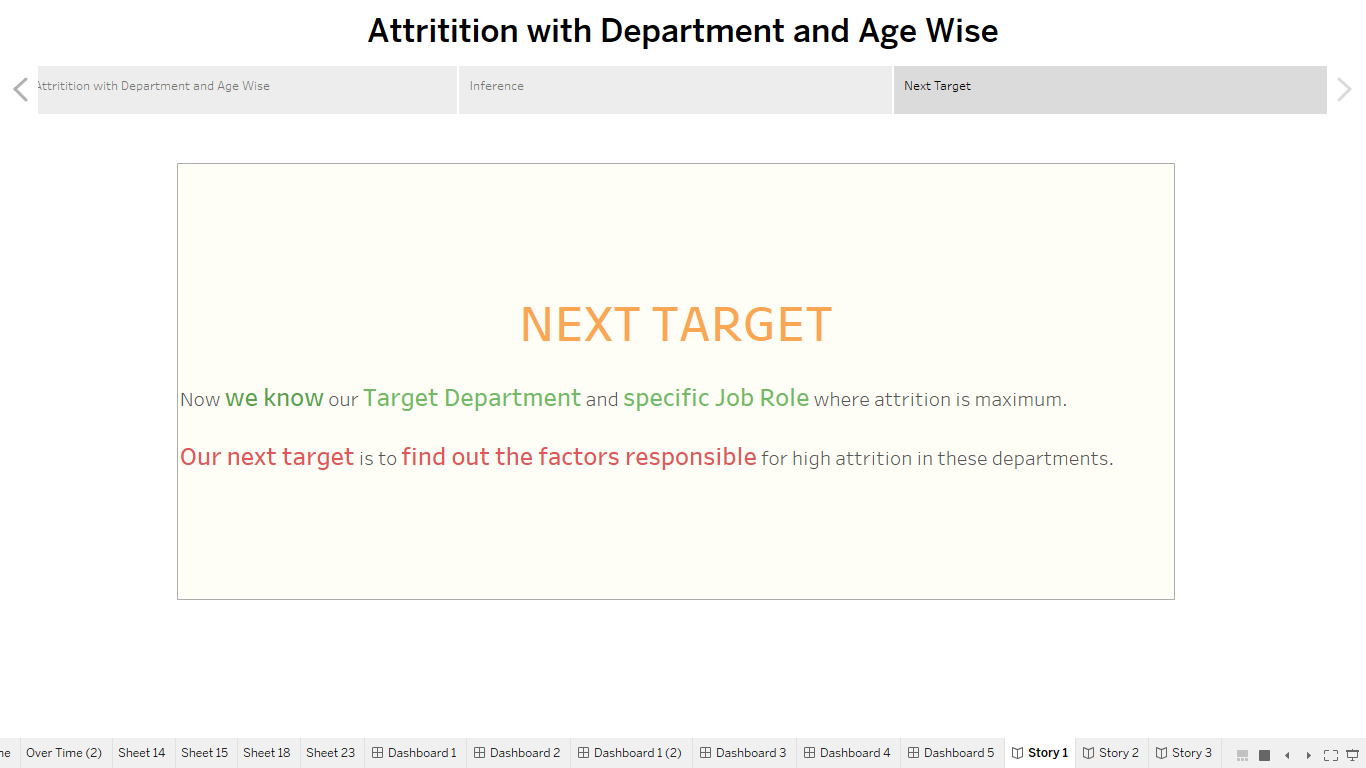 Attritition with Department and Age Wise
Attritition with Department and Age Wise
Inference
Next Target
NEXT TARGET
Now we know our Target Department and specific Job Role where attrition is maximum.
Our next target is to find out the factors responsible for high attrition in these departments.
Over Time (2)
Sheet 14
Sheet 15
Sheet 18
Sheet 23
Dashboard 1
Dashboard 2
Dashboard 1 (2)
Dashboard 3
Dashboard 4
Dashboard 5
Story 1
Story 2
Story 3